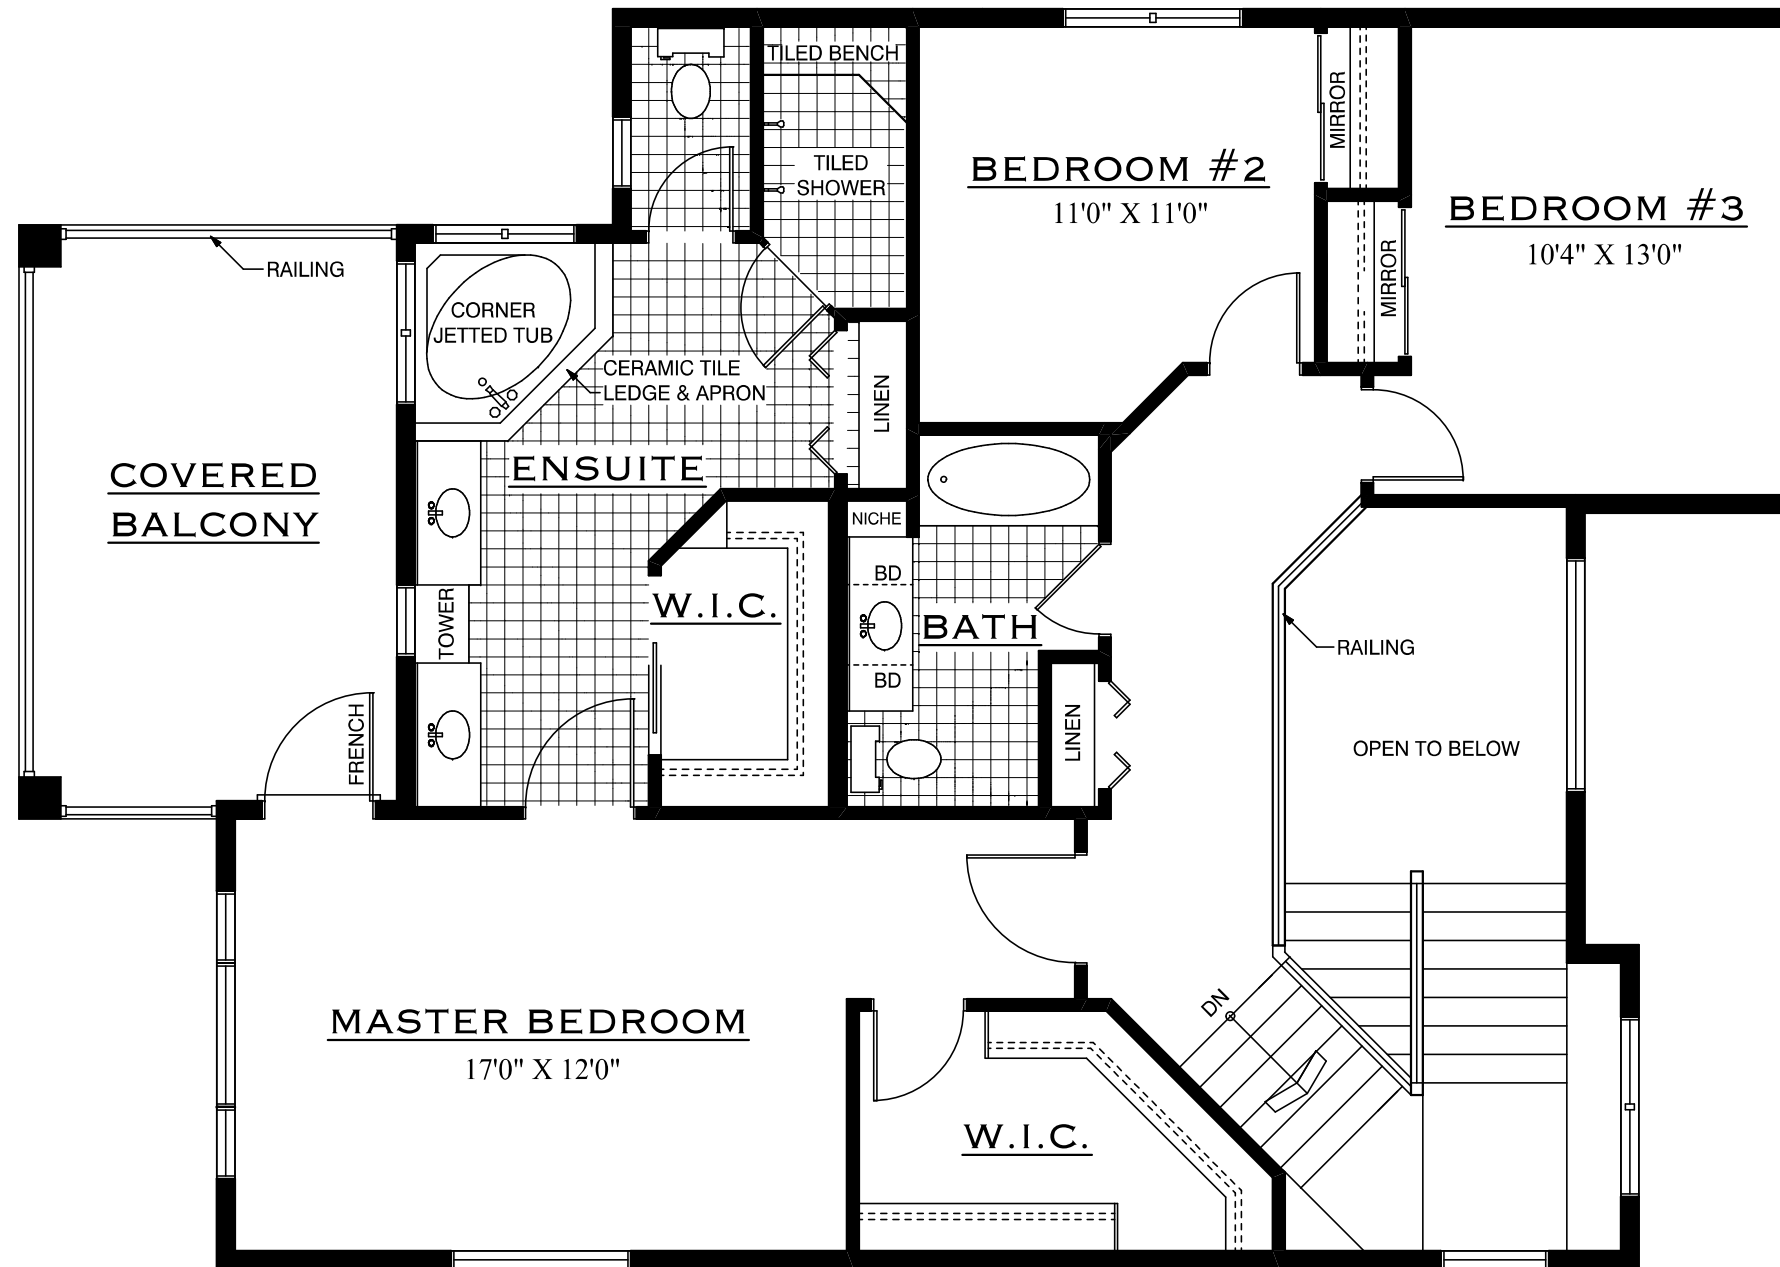 TILED BENCH
TILED
SHOWER
BEDROOM #2
11'0" X 11'0"
MIRROR
MIRROR
BEDROOM #3
10'4" X 13'0"
RAILING
CORNER
JETTED TUB
CERAMIC TILE
LEDGE & APRON
LINEN
COVERED
BALCONY
ENSUITE
NICHE
BD
W.I.C.
TOWER
BATH
BD
RAILING
FRENCH
LINEN
OPEN TO BELOW
MASTER BEDROOM
17'0" X 12'0"
DN
W.I.C.